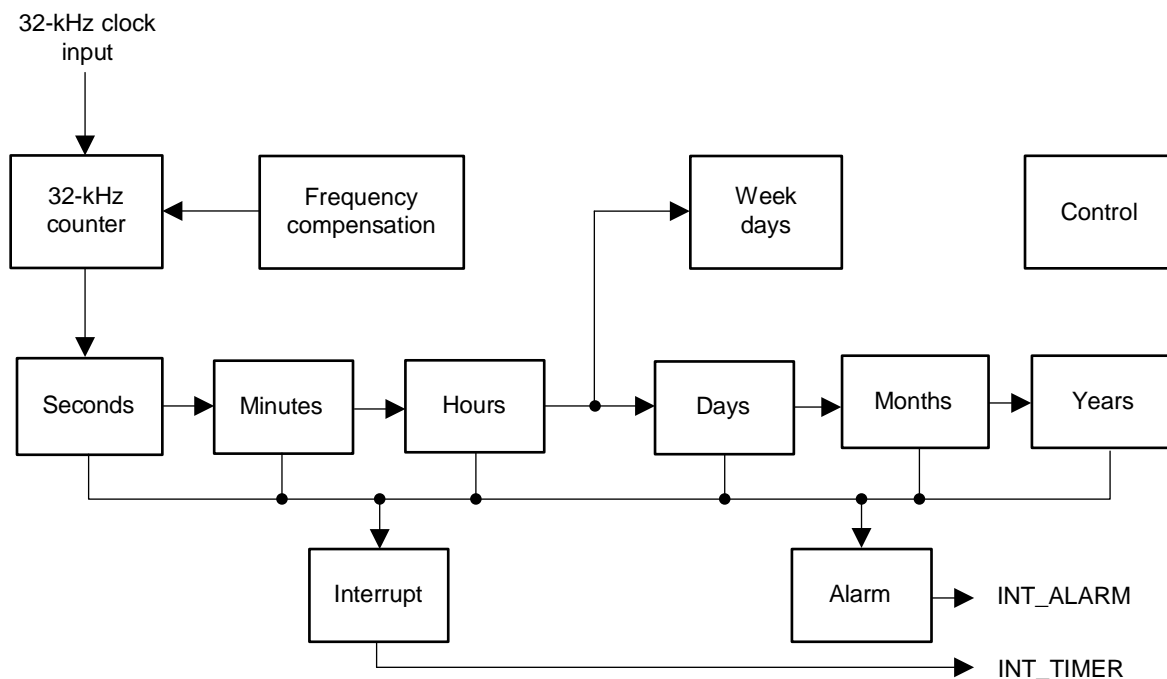 32-kHz clock
input
32-kHz
counter
Frequency
compensation
Week
days
Control
Seconds
Minutes
Hours
Days
Months
Years
Interrupt
Alarm
INT_ALARM
INT_TIMER